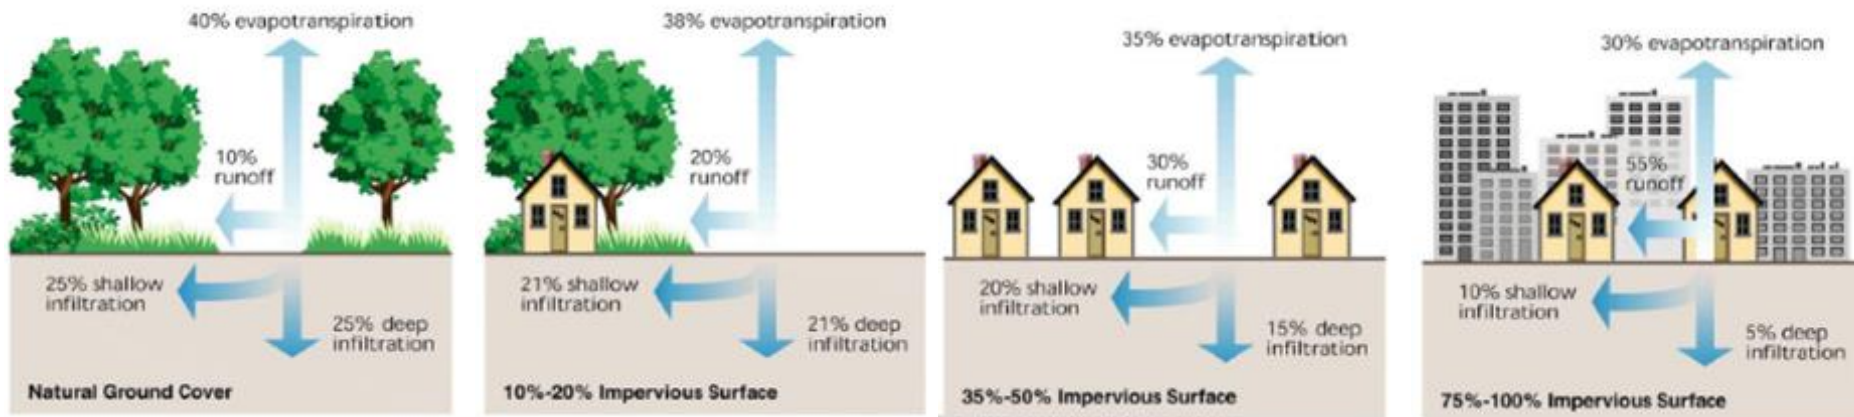 40% evapotranspiration
10%
runoff
25% shallow
infiltration
25% deep
infiltration
Natural Ground Cover
38% evapotranspiration
20%
runoff
21% shallow
infiltration
21% deep
infiltration
10%-20% Impervious Surface
35% evapotranspiration
30%
runoff
20% shallow
infiltration
15% deep
infiltration
35%-50% Impervious Surface
30% evapotranspiration
55%
runoff
10% shallow
infiltration
5% deep
infiltration
75%-100% Impervious Surface